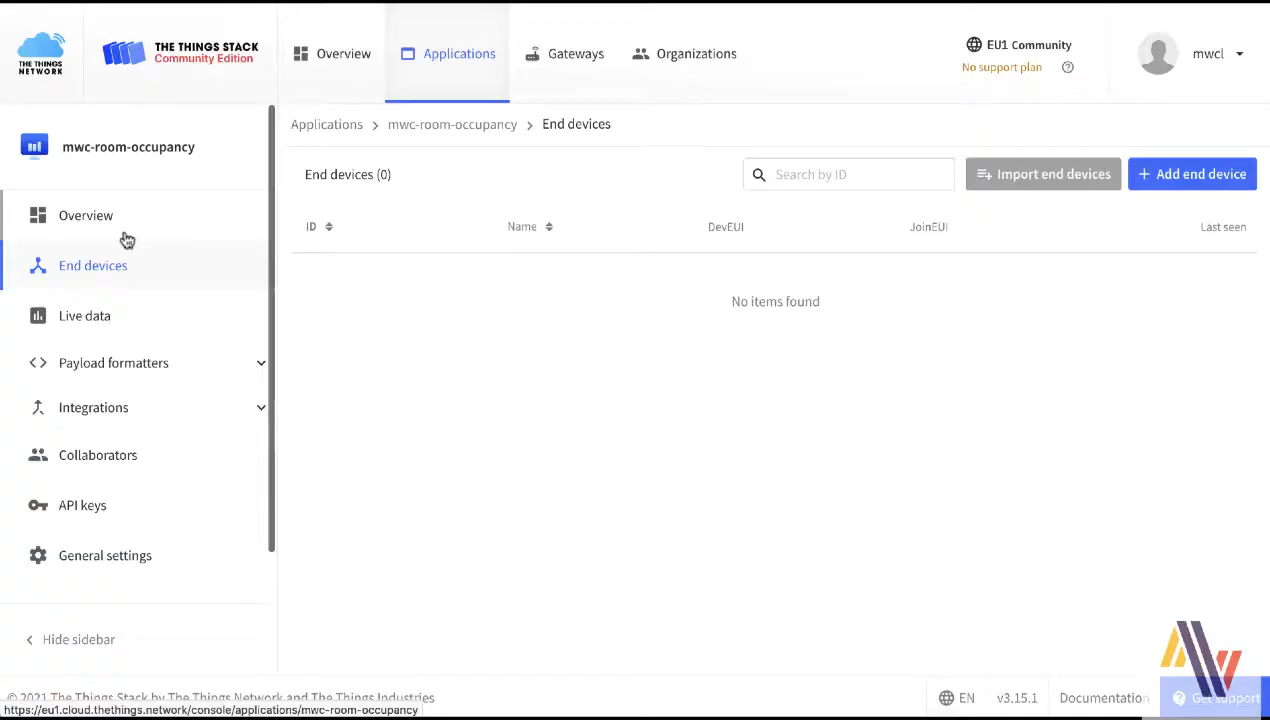 THE THINGS NETWORK
THE THINGS STACK
Community Edition
Overview
Applications
Gateways
Organizations
EU1 Community
No support plan
mwcl
mwc-room-occupancy
Overview
End devices
Live data
Payload formatters
Integrations
Collaborators
API keys
General settings
Hide sidebar
Applications > mwc-room-occupancy > End devices
End devices (0)
Search by ID
Import end devices
+ Add end device
ID Name DevEUI JoinEUI Last seen
No items found
© 2021 The Things Stack by The Things Network and The Things Industries
EN v3.15.1 Documentation Get support
https://eu1.cloud.thethings.network/console/applications/mwc-room-occupancy